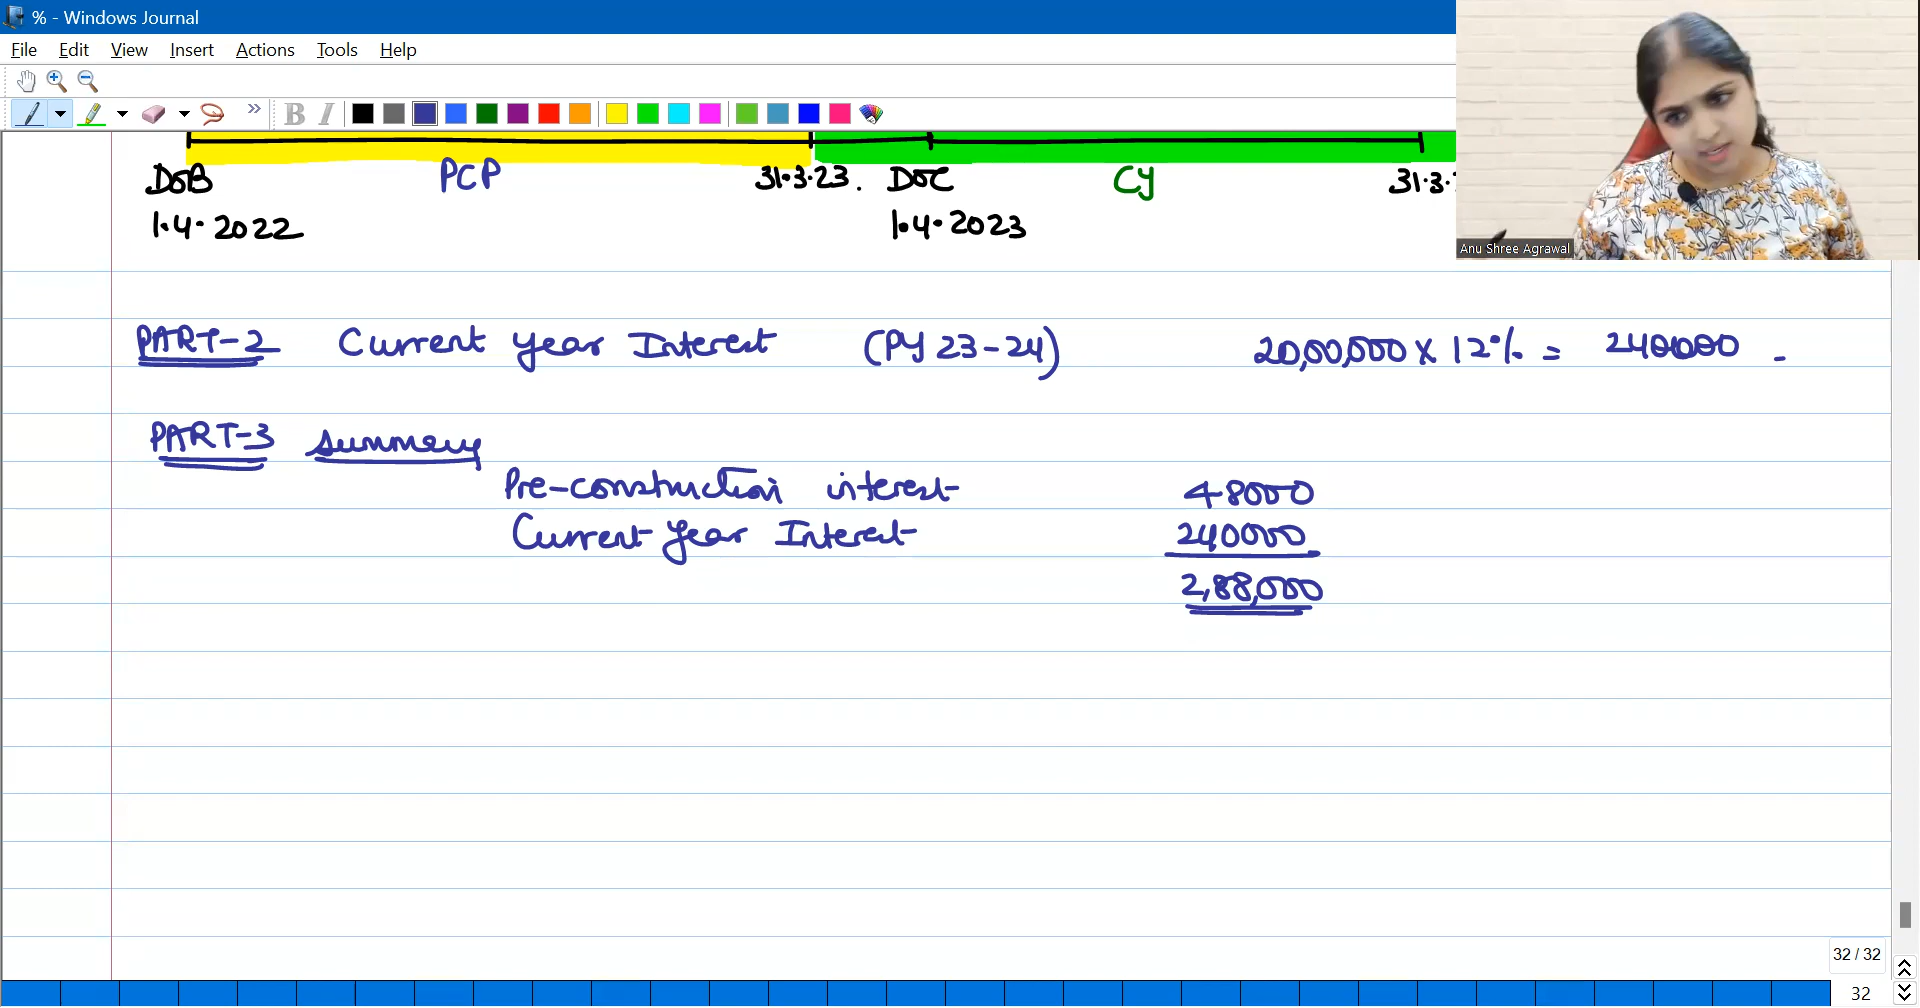 % - Windows Journal
File Edit View Insert Actions Tools Help
B I
DOB PCP 31.3.23. DOC CY 31.3.
1.4.2022 1.4.2023
Anu Shree Agrawal
PART-2 Current year Interest (PY 23-24) 20,00,000 x 12% = 240000 -
PART-3 Summary
Pre-construction interest 48000
Current Year Interest 240000
2,88,000
32 / 32
32